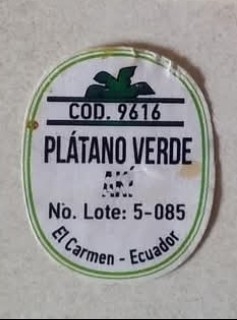 COD. 9616
PLÁTANO VERDE
No. Lote: 5-085
El Carmen - Ecuador